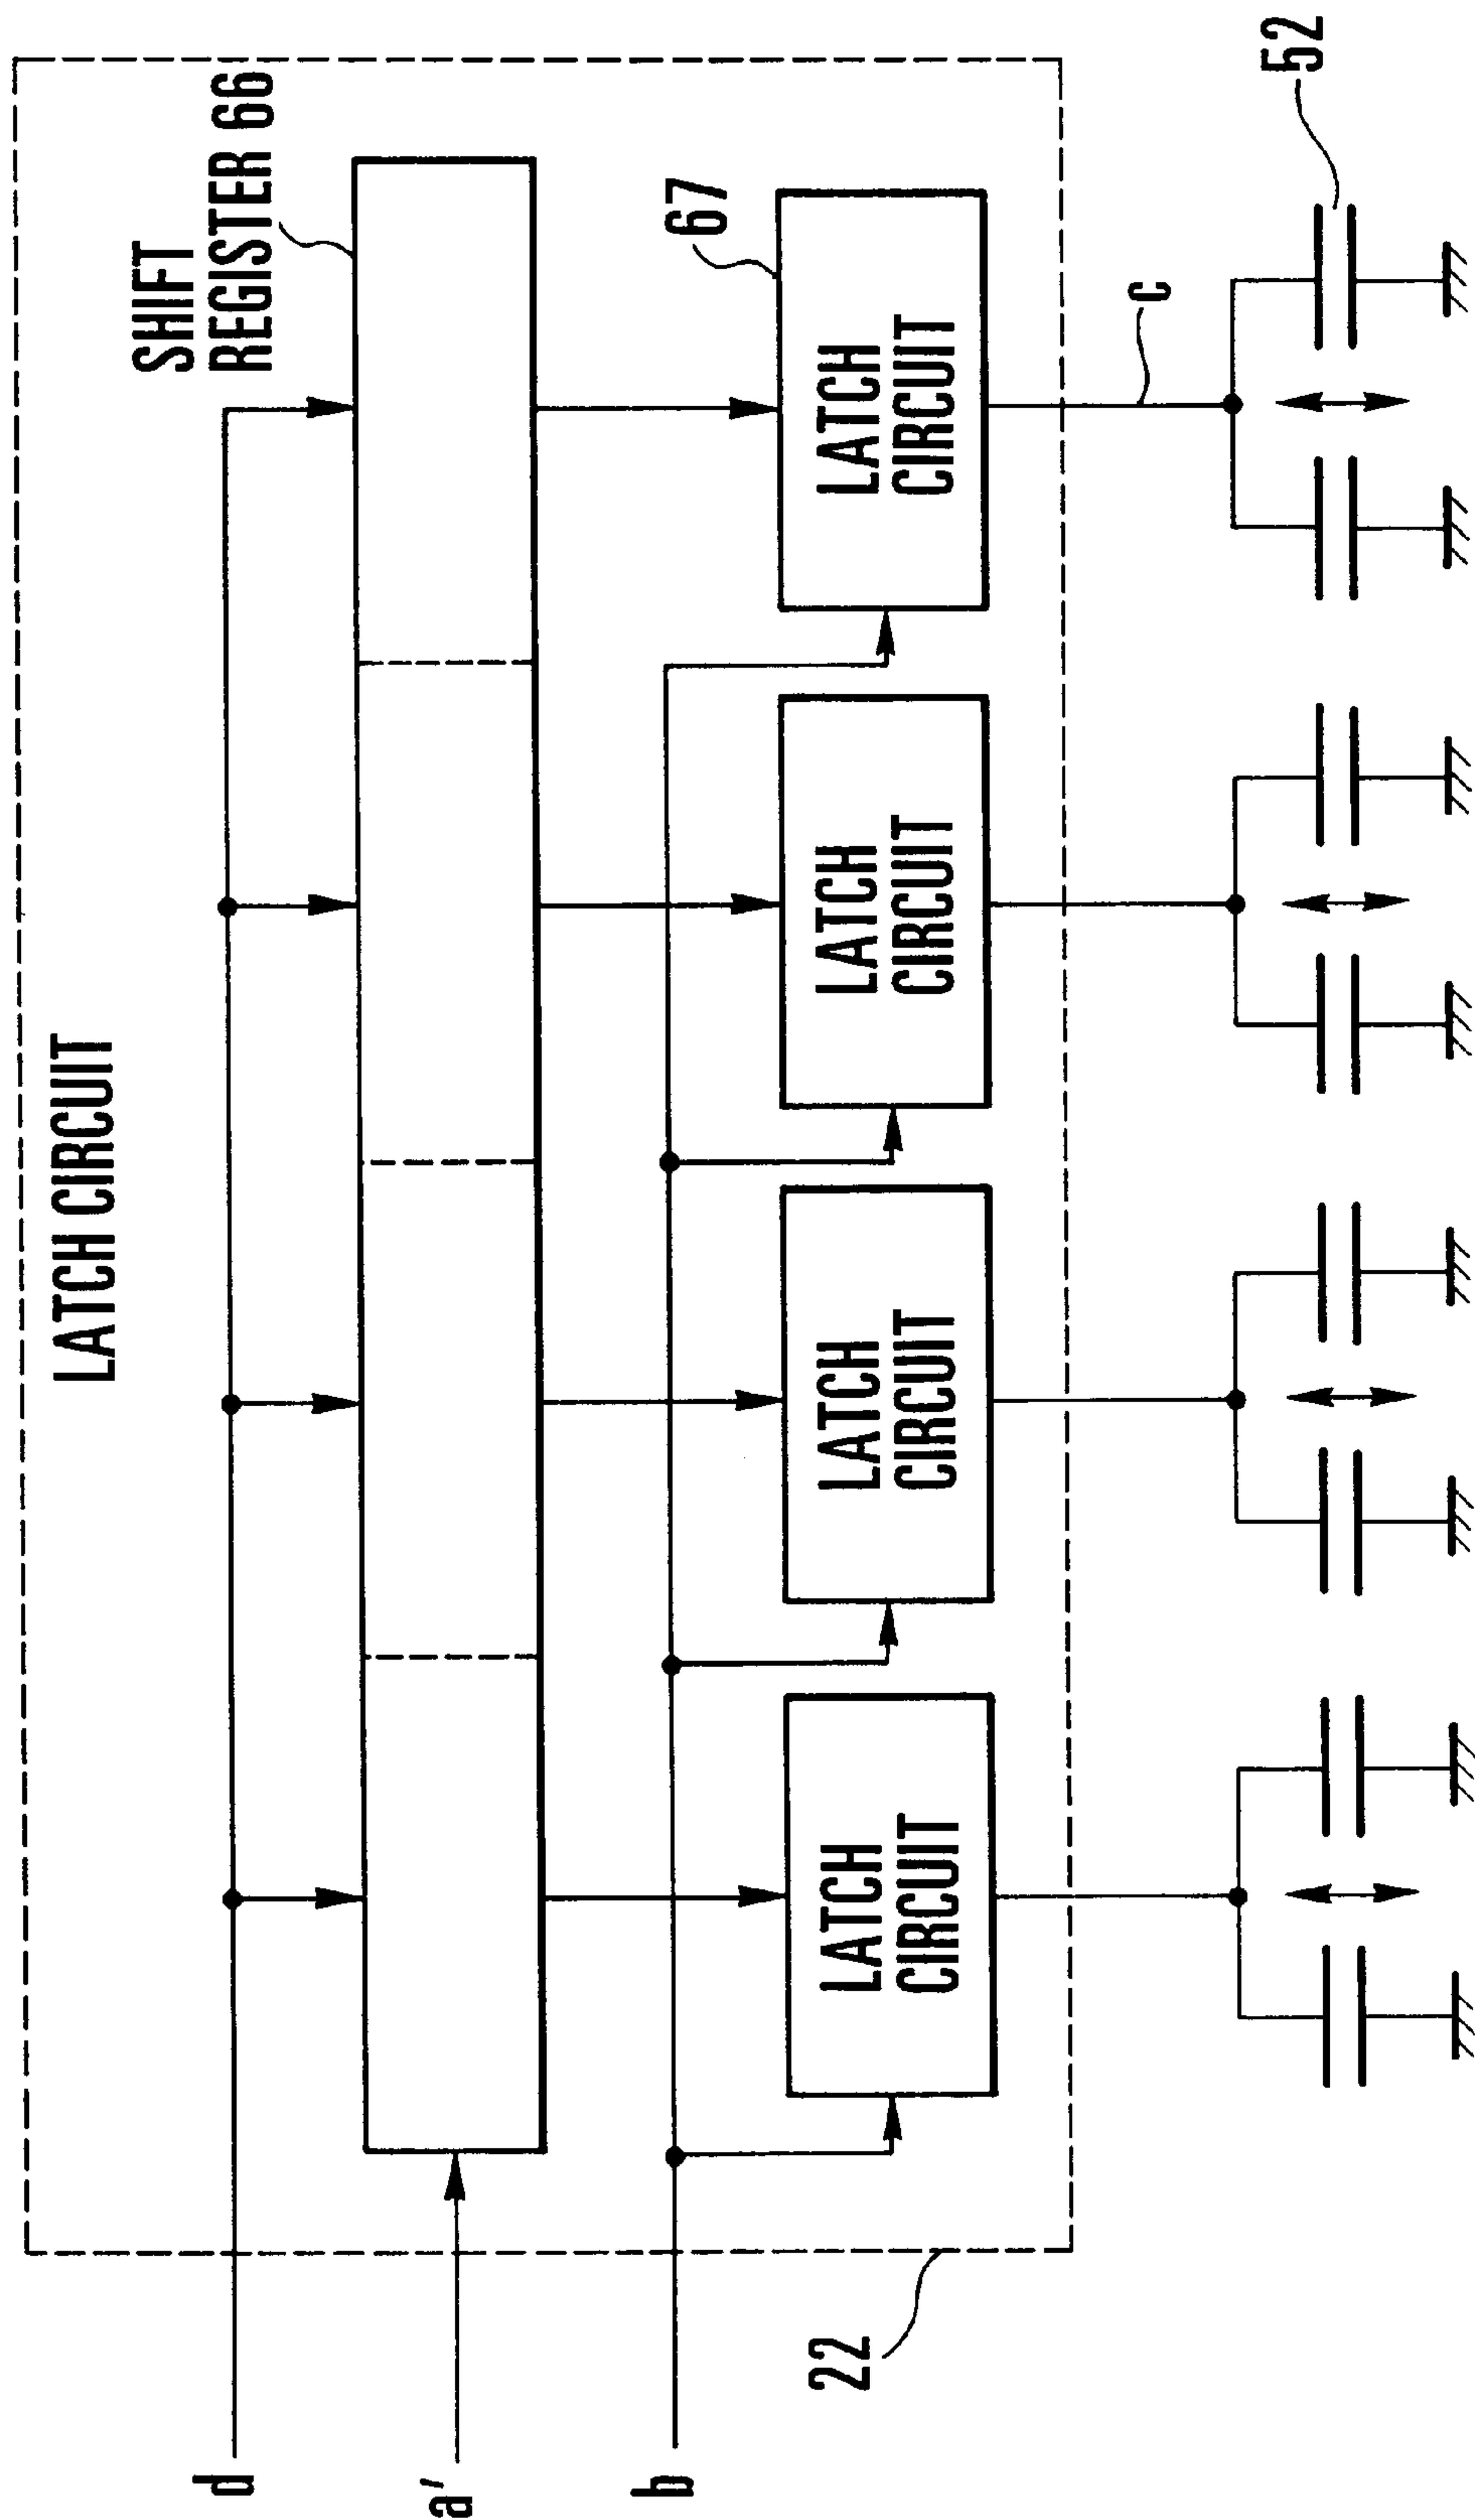 LATCH CIRCUIT
SHIFT
REGISTER 66
d
a'
67
b
LATCH
CIRCUIT
LATCH
CIRCUIT
LATCH
CIRCUIT
LATCH
CIRCUIT
22
c
52